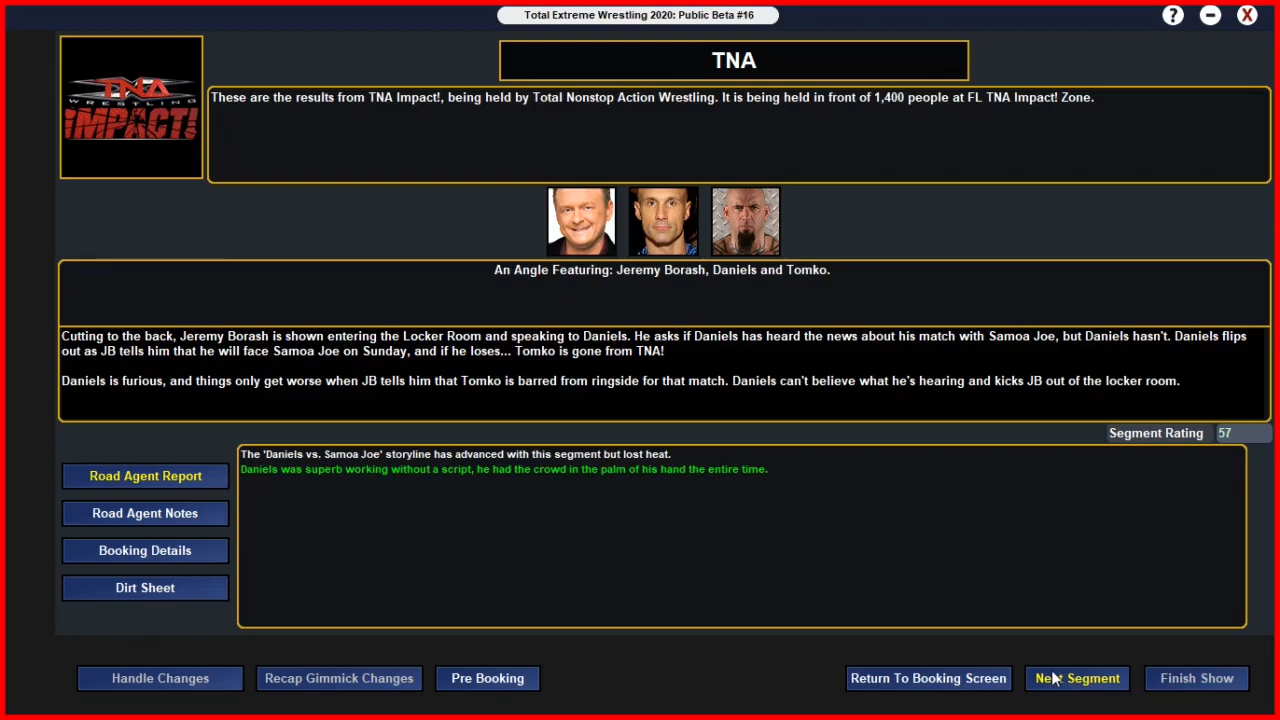 Total Extreme Wrestling 2020: Public Beta #16
? − X
TNA
TNA
WRESTLING
IMPACT!
These are the results from TNA Impact!, being held by Total Nonstop Action Wrestling. It is being held in front of 1,400 people at FL TNA Impact! Zone.
An Angle Featuring: Jeremy Borash, Daniels and Tomko.
Cutting to the back, Jeremy Borash is shown entering the Locker Room and speaking to Daniels. He asks if Daniels has heard the news about his match with Samoa Joe, but Daniels hasn't. Daniels flips
out as JB tells him that he will face Samoa Joe on Sunday, and if he loses... Tomko is gone from TNA!
Daniels is furious, and things only get worse when JB tells him that Tomko is barred from ringside for that match. Daniels can't believe what he's hearing and kicks JB out of the locker room.
Segment Rating 57
The 'Daniels vs. Samoa Joe' storyline has advanced with this segment but lost heat.
Daniels was superb working without a script, he had the crowd in the palm of his hand the entire time.
Road Agent Report
Road Agent Notes
Booking Details
Dirt Sheet
Handle Changes Recap Gimmick Changes Pre Booking Return To Booking Screen Next Segment Finish Show